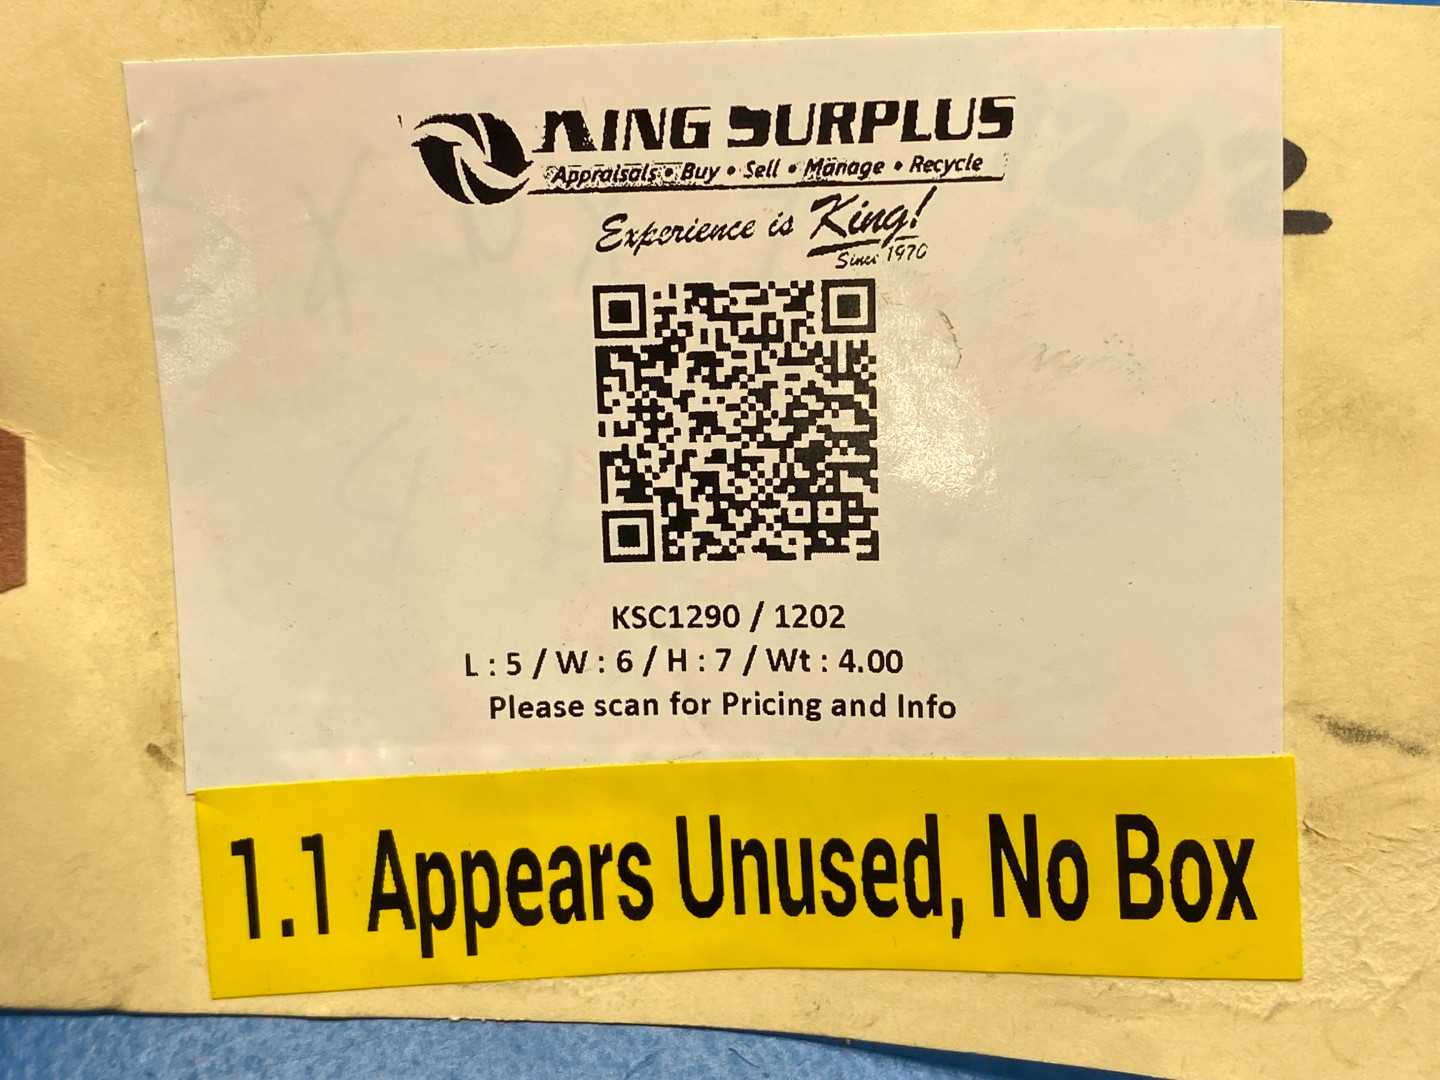 KING SURPLUS
Appraisals • Buy • Sell • Manage • Recycle
Experience is King!
Since 1970
KSC1290 / 1202
L : 5 / W : 6 / H : 7 / Wt : 4.00
Please scan for Pricing and Info
1.1 Appears Unused, No Box